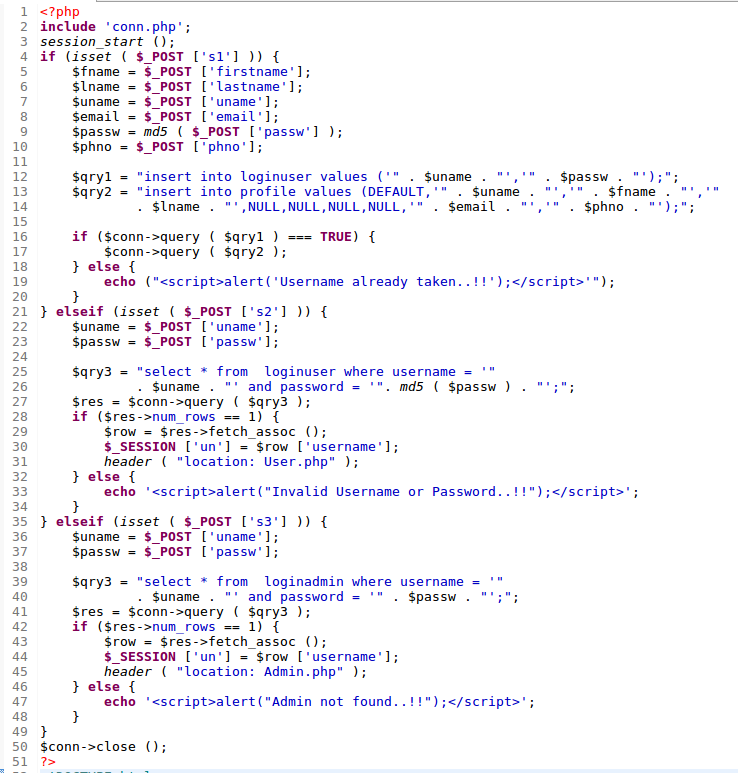 1 <?php
2 include 'conn.php';
3 session_start ();
4 if (isset ( $_POST ['s1'] )) {
5     $fname = $_POST ['firstname'];
6     $lname = $_POST ['lastname'];
7     $uname = $_POST ['uname'];
8     $email = $_POST ['email'];
9     $passw = md5 ( $_POST ['passw'] );
10     $phno = $_POST ['phno'];
11
12     $qry1 = "insert into loginuser values ('" . $uname . "','" . $passw . "');";
13     $qry2 = "insert into profile values (DEFAULT,'" . $uname . "','" . $fname . "','"
14             . $lname . "',NULL,NULL,NULL,NULL,'" . $email . "','" . $phno . "');";
15
16     if ($conn->query ( $qry1 ) === TRUE) {
17         $conn->query ( $qry2 );
18     } else {
19         echo ("<script>alert('Username already taken..!!');</script>'");
20     }
21 } elseif (isset ( $_POST ['s2'] )) {
22     $uname = $_POST ['uname'];
23     $passw = $_POST ['passw'];
24
25     $qry3 = "select * from  loginuser where username = '"
26             . $uname . "' and password = '". md5 ( $passw ) . "';";
27     $res = $conn->query ( $qry3 );
28     if ($res->num_rows == 1) {
29         $row = $res->fetch_assoc ();
30         $_SESSION ['un'] = $row ['username'];
31         header ( "location: User.php" );
32     } else {
33         echo '<script>alert("Invalid Username or Password..!!");</script>';
34     }
35 } elseif (isset ( $_POST ['s3'] )) {
36     $uname = $_POST ['uname'];
37     $passw = $_POST ['passw'];
38
39     $qry3 = "select * from  loginadmin where username = '"
40             . $uname . "' and password = '" . $passw . "';";
41     $res = $conn->query ( $qry3 );
42     if ($res->num_rows == 1) {
43         $row = $res->fetch_assoc ();
44         $_SESSION ['un'] = $row ['username'];
45         header ( "location: Admin.php" );
46     } else {
47         echo '<script>alert("Admin not found..!!");</script>';
48     }
49 }
50 $conn->close ();
51 ?>